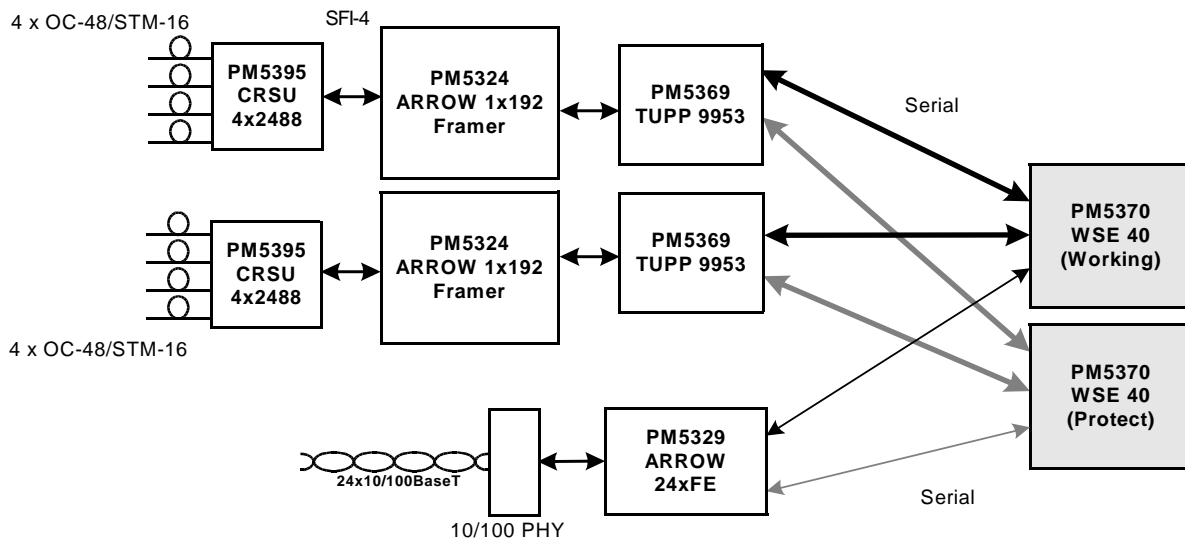 4 x OC-48/STM-16
SFI-4
PM5395
CRSU
4x2488
PM5324
ARROW 1x192
Framer
PM5369
TUPP 9953
Serial
PM5395
CRSU
4x2488
PM5324
ARROW 1x192
Framer
PM5369
TUPP 9953
PM5370
WSE 40
(Working)
4 x OC-48/STM-16
PM5370
WSE 40
(Protect)
24x10/100BaseT
10/100 PHY
PM5329
ARROW
24xFE
Serial